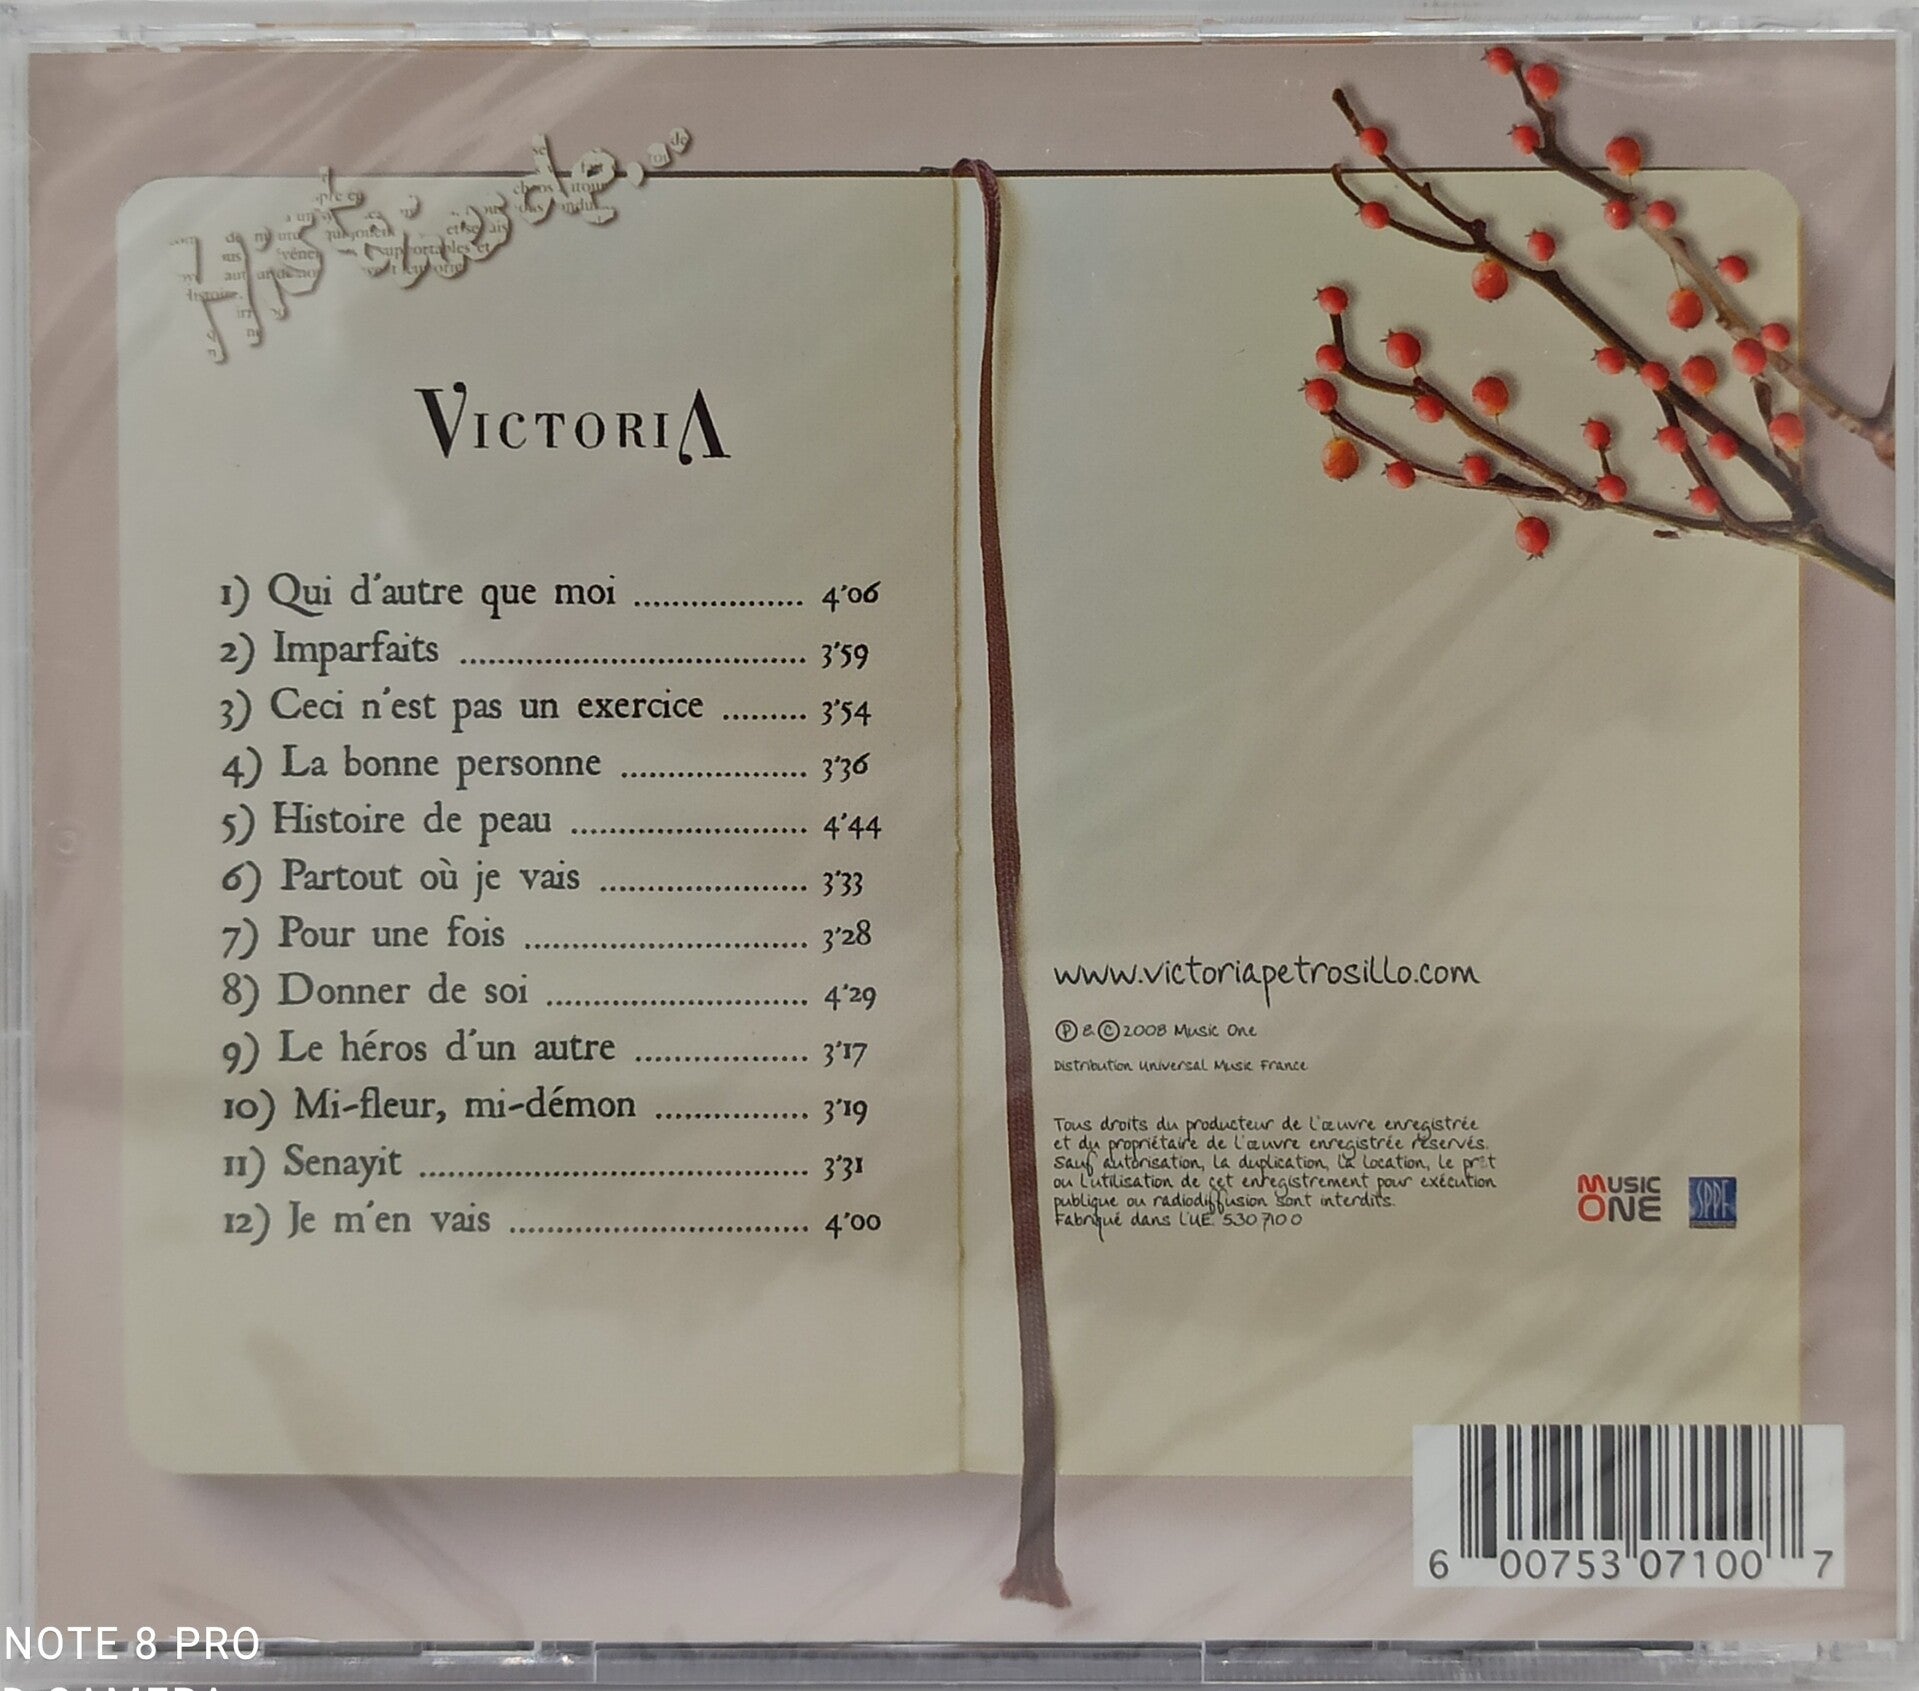 Histoire de...
VICTORIA
1) Qui d'autre que moi .................. 4'06
2) Imparfaits ..................................... 3'59
3) Ceci n'est pas un exercice ......... 3'54
4) La bonne personne .................... 3'36
5) Histoire de peau ......................... 4'44
6) Partout où je vais ...................... 3'33
7) Pour une fois .............................. 3'28
8) Donner de soi ............................ 4'29
9) Le héros d'un autre .................. 3'17
10) Mi-fleur, mi-démon ................ 3'19
11) Senayit ......................................... 3'31
12) Je m'en vais ................................ 4'00
www.victoriapetrosillo.com
℗ & © 2008 Music One
Distribution Universal Music France
Tous droits du producteur de l'œuvre enregistrée
et du propriétaire de l'œuvre enregistrée réservés.
Sauf autorisation, la duplication, la location, le prêt
ou l'utilisation de cet enregistrement pour exécution
publique ou radiodiffusion sont interdits.
Fabriqué dans l'UE. 530 7100
MUSIC
ONE
SPPF
6 00753 07100 7
NOTE 8 PRO